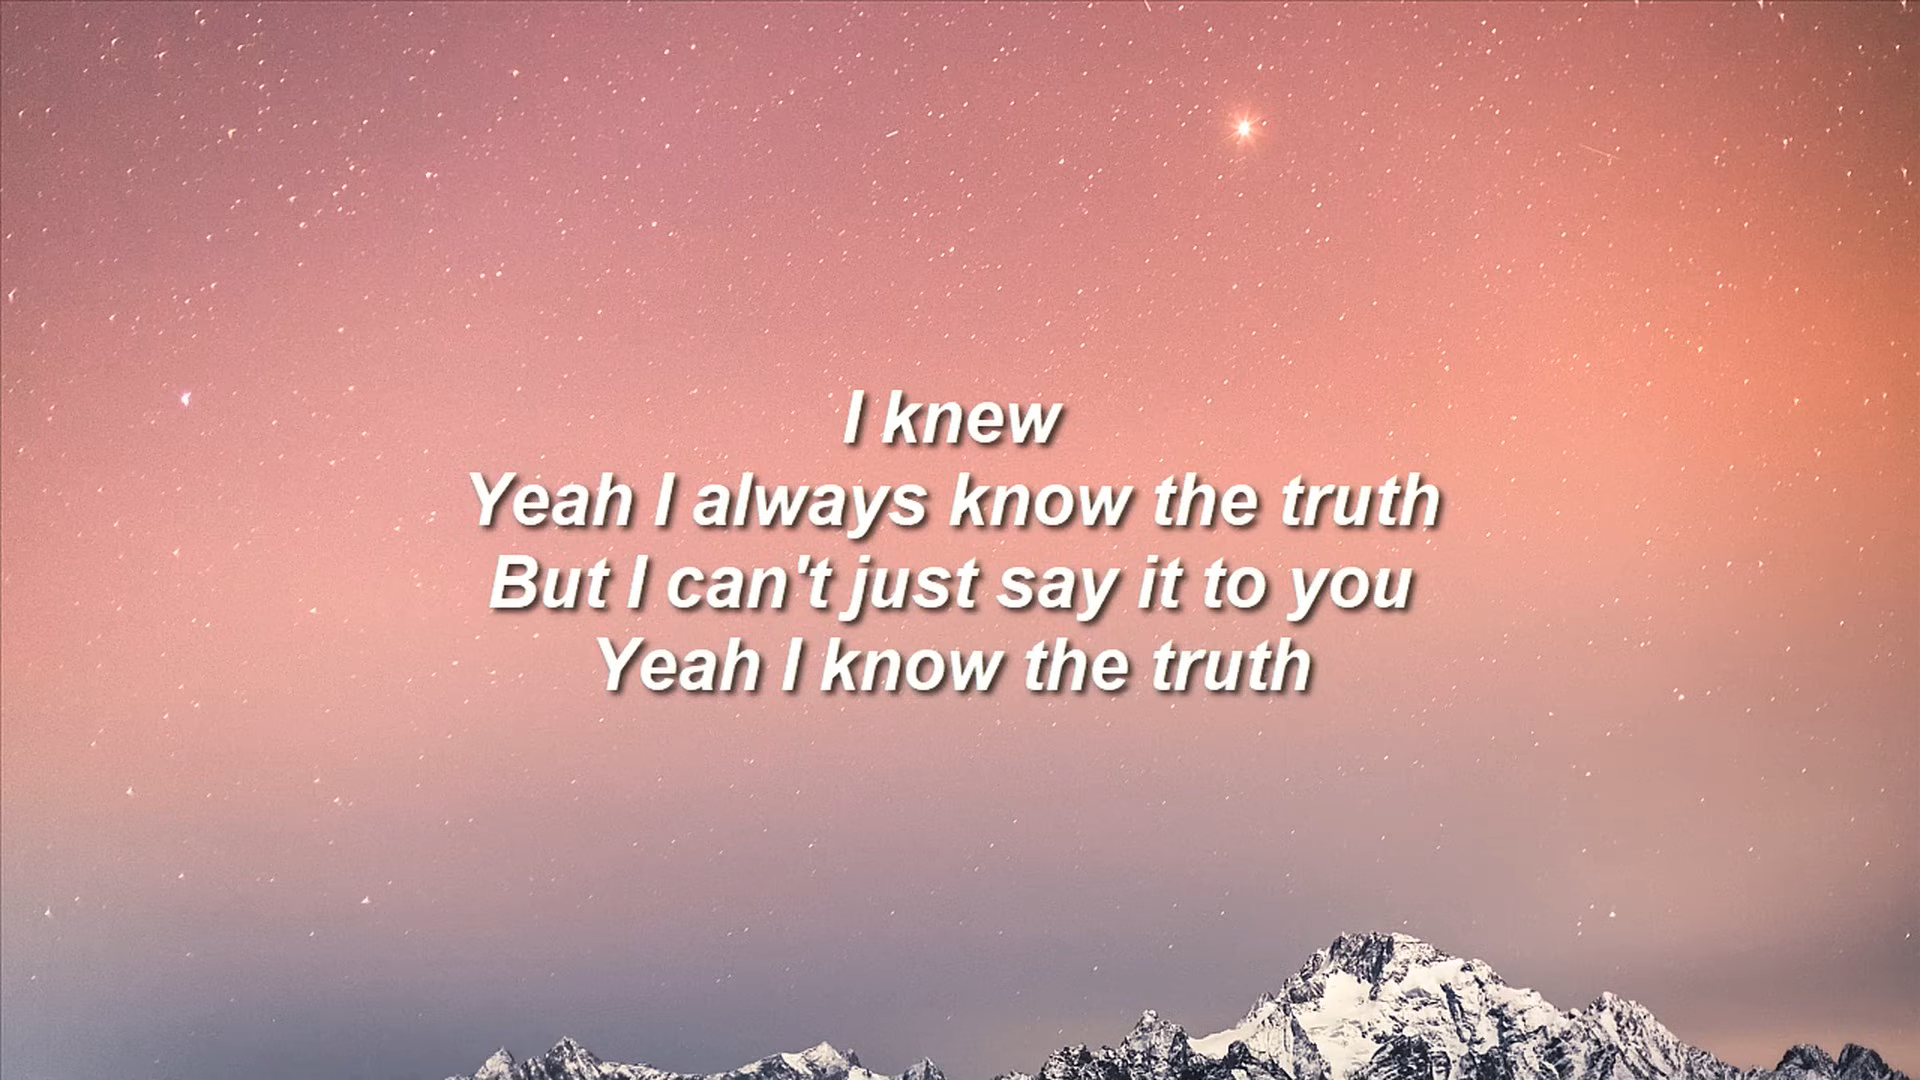 I knew
Yeah I always know the truth
But I can't just say it to you
Yeah I know the truth